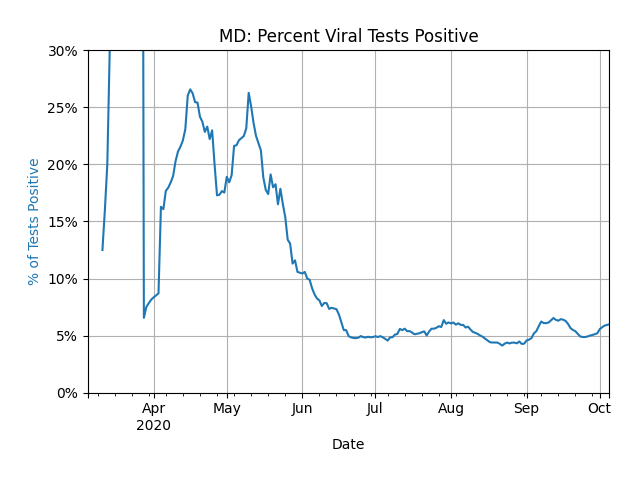 MD: Percent Viral Tests Positive
30%
25%
20%
15%
10%
5%
0%
% of Tests Positive
Apr May Jun Jul Aug Sep Oct
2020
Date